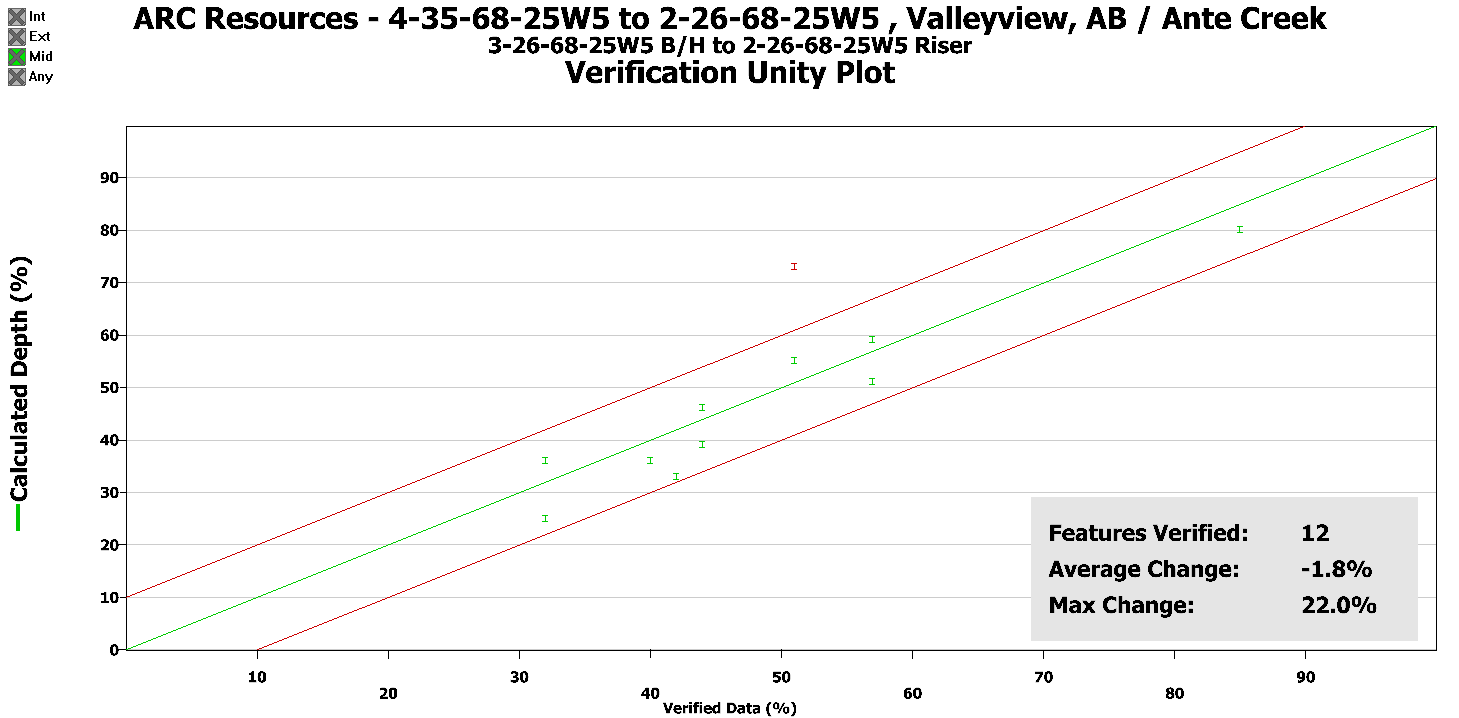 Int
Ext
Mid
Any
ARC Resources - 4-35-68-25W5 to 2-26-68-25W5 , Valleyview, AB / Ante Creek
3-26-68-25W5 B/H to 2-26-68-25W5 Riser
Verification Unity Plot
Calculated Depth (%)
90
80
70
60
50
40
30
20
10
0
Features Verified: 12
Average Change: -1.8%
Max Change: 22.0%
10 20 30 40 50 60 70 80 90
Verified Data (%)